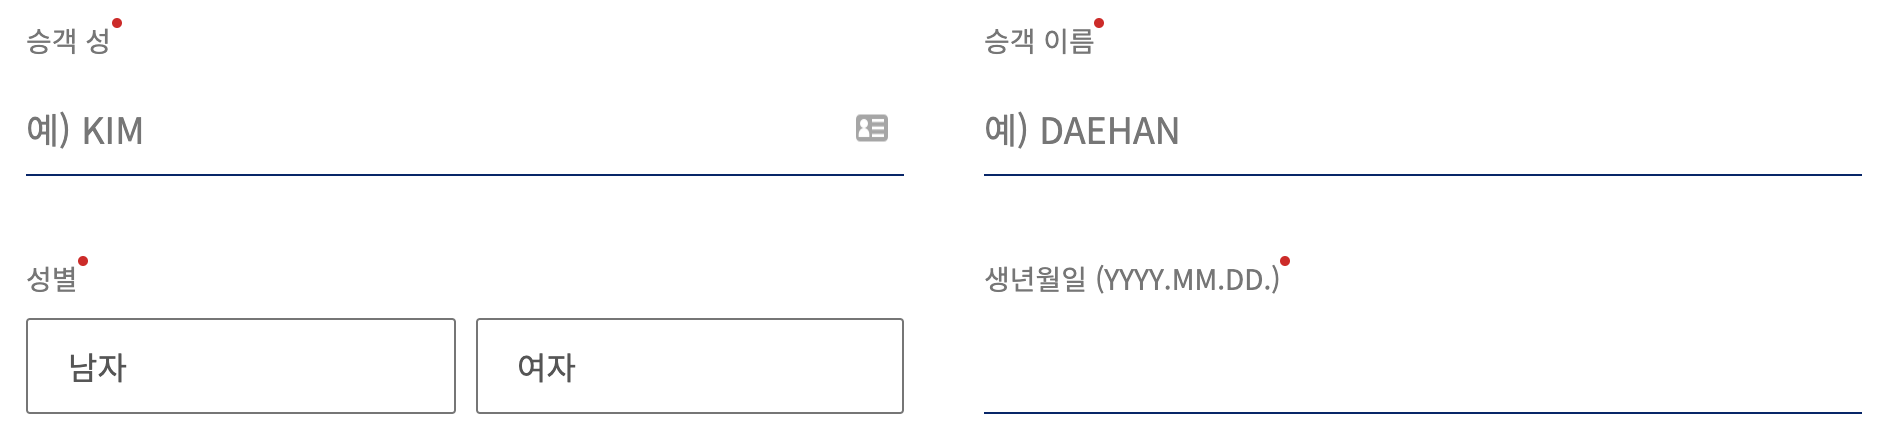 승객 성
승객 이름
예) KIM
예) DAEHAN
성별
생년월일 (YYYY.MM.DD.)
남자
여자